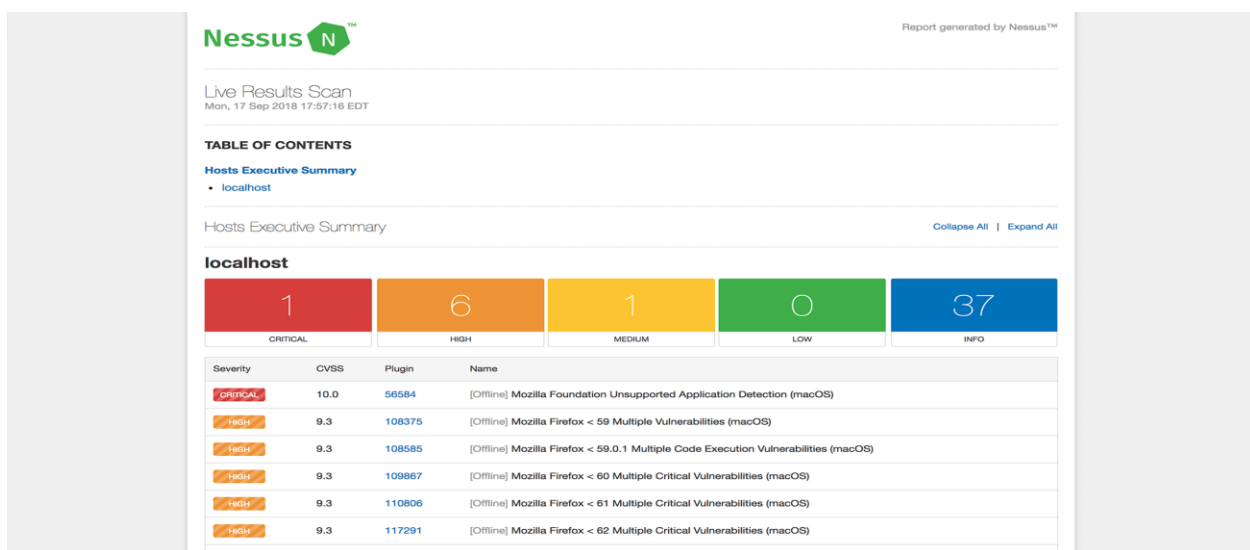 Nessus N ™
Report generated by Nessus™
Live Results Scan
Mon, 17 Sep 2018 17:57:16 EDT
TABLE OF CONTENTS
Hosts Executive Summary
• localhost
Hosts Executive Summary
Collapse All | Expand All
localhost
1 6 1 0 37
CRITICAL HIGH MEDIUM LOW INFO
Severity CVSS Plugin Name
CRITICAL 10.0 56584 [Offline] Mozilla Foundation Unsupported Application Detection (macOS)
HIGH 9.3 108375 [Offline] Mozilla Firefox < 59 Multiple Vulnerabilities (macOS)
HIGH 9.3 108585 [Offline] Mozilla Firefox < 59.0.1 Multiple Code Execution Vulnerabilities (macOS)
HIGH 9.3 109867 [Offline] Mozilla Firefox < 60 Multiple Critical Vulnerabilities (macOS)
HIGH 9.3 110806 [Offline] Mozilla Firefox < 61 Multiple Critical Vulnerabilities (macOS)
HIGH 9.3 117291 [Offline] Mozilla Firefox < 62 Multiple Critical Vulnerabilities (macOS)